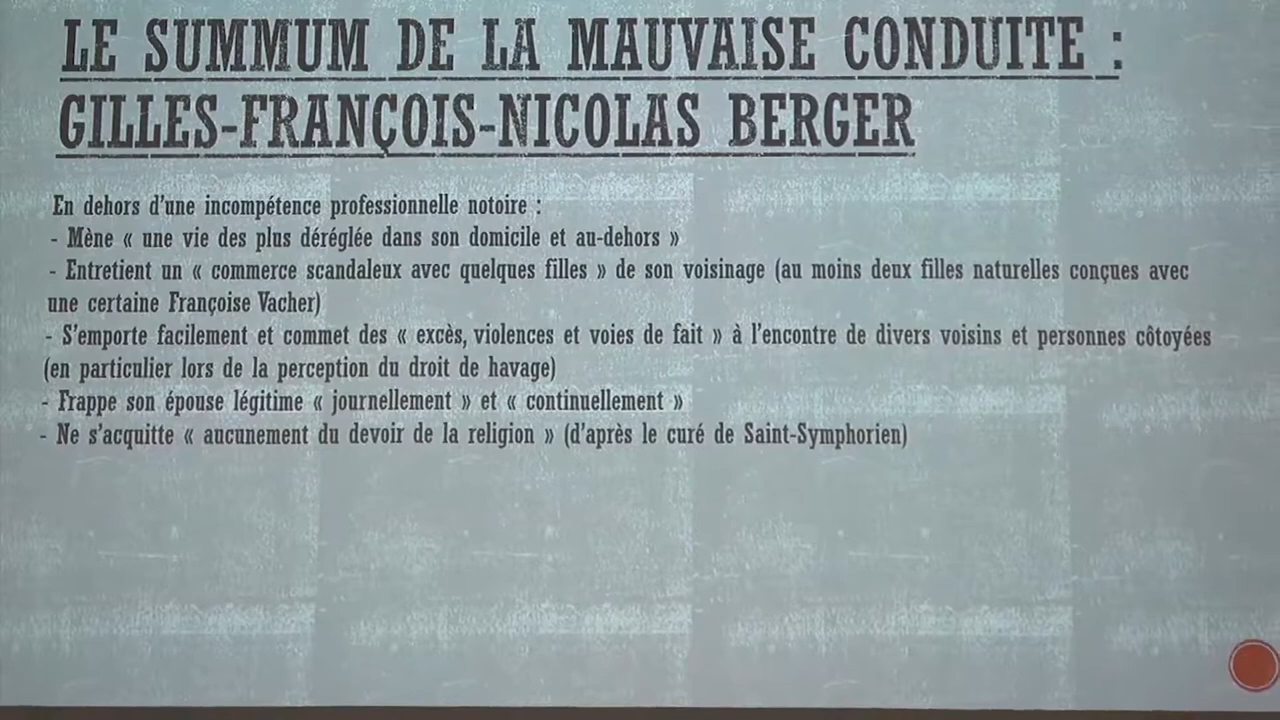 LE SUMMUM DE LA MAUVAISE CONDUITE :
GILLES-FRANÇOIS-NICOLAS BERGER
En dehors d'une incompétence professionnelle notoire :
- Mène « une vie des plus déréglée dans son domicile et au-dehors »
- Entretient un « commerce scandaleux avec quelques filles » de son voisinage (au moins deux filles naturelles conçues avec
une certaine Françoise Vacher)
- S'emporte facilement et commet des « excès, violences et voies de fait » à l'encontre de divers voisins et personnes côtoyées
(en particulier lors de la perception du droit de havage)
- Frappe son épouse légitime « journellement » et « continuellement »
- Ne s'acquitte « aucunement du devoir de la religion » (d'après le curé de Saint-Symphorien)